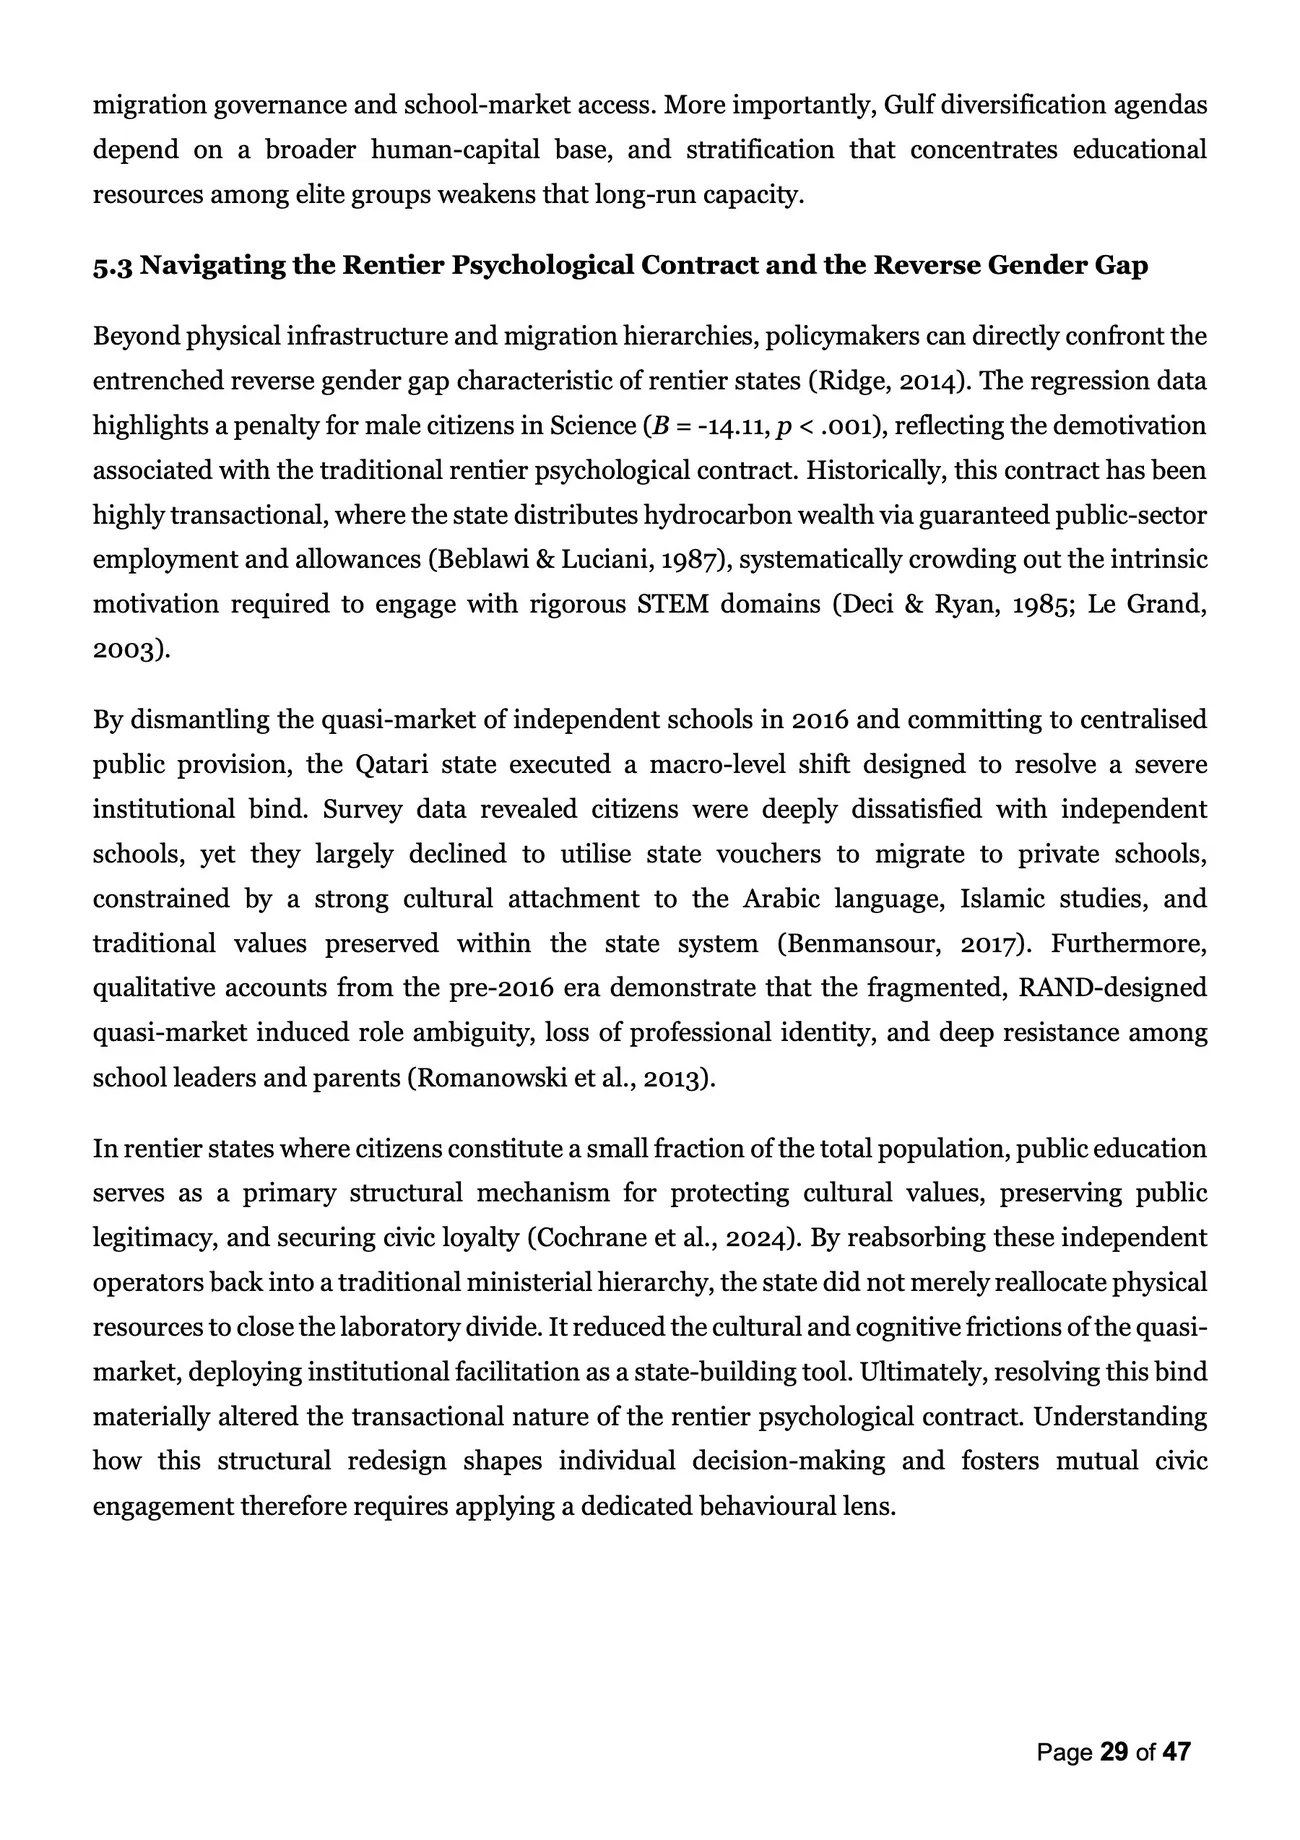 migration governance and school-market access. More importantly, Gulf diversification agendas
depend on a broader human-capital base, and stratification that concentrates educational
resources among elite groups weakens that long-run capacity.
5.3 Navigating the Rentier Psychological Contract and the Reverse Gender Gap
Beyond physical infrastructure and migration hierarchies, policymakers can directly confront the
entrenched reverse gender gap characteristic of rentier states (Ridge, 2014). The regression data
highlights a penalty for male citizens in Science (B = -14.11, p < .001), reflecting the demotivation
associated with the traditional rentier psychological contract. Historically, this contract has been
highly transactional, where the state distributes hydrocarbon wealth via guaranteed public-sector
employment and allowances (Beblawi & Luciani, 1987), systematically crowding out the intrinsic
motivation required to engage with rigorous STEM domains (Deci & Ryan, 1985; Le Grand,
2003).
By dismantling the quasi-market of independent schools in 2016 and committing to centralised
public provision, the Qatari state executed a macro-level shift designed to resolve a severe
institutional bind. Survey data revealed citizens were deeply dissatisfied with independent
schools, yet they largely declined to utilise state vouchers to migrate to private schools,
constrained by a strong cultural attachment to the Arabic language, Islamic studies, and
traditional values preserved within the state system (Benmansour, 2017). Furthermore,
qualitative accounts from the pre-2016 era demonstrate that the fragmented, RAND-designed
quasi-market induced role ambiguity, loss of professional identity, and deep resistance among
school leaders and parents (Romanowski et al., 2013).
In rentier states where citizens constitute a small fraction of the total population, public education
serves as a primary structural mechanism for protecting cultural values, preserving public
legitimacy, and securing civic loyalty (Cochrane et al., 2024). By reabsorbing these independent
operators back into a traditional ministerial hierarchy, the state did not merely reallocate physical
resources to close the laboratory divide. It reduced the cultural and cognitive frictions of the quasi-
market, deploying institutional facilitation as a state-building tool. Ultimately, resolving this bind
materially altered the transactional nature of the rentier psychological contract. Understanding
how this structural redesign shapes individual decision-making and fosters mutual civic
engagement therefore requires applying a dedicated behavioural lens.
Page 29 of 47